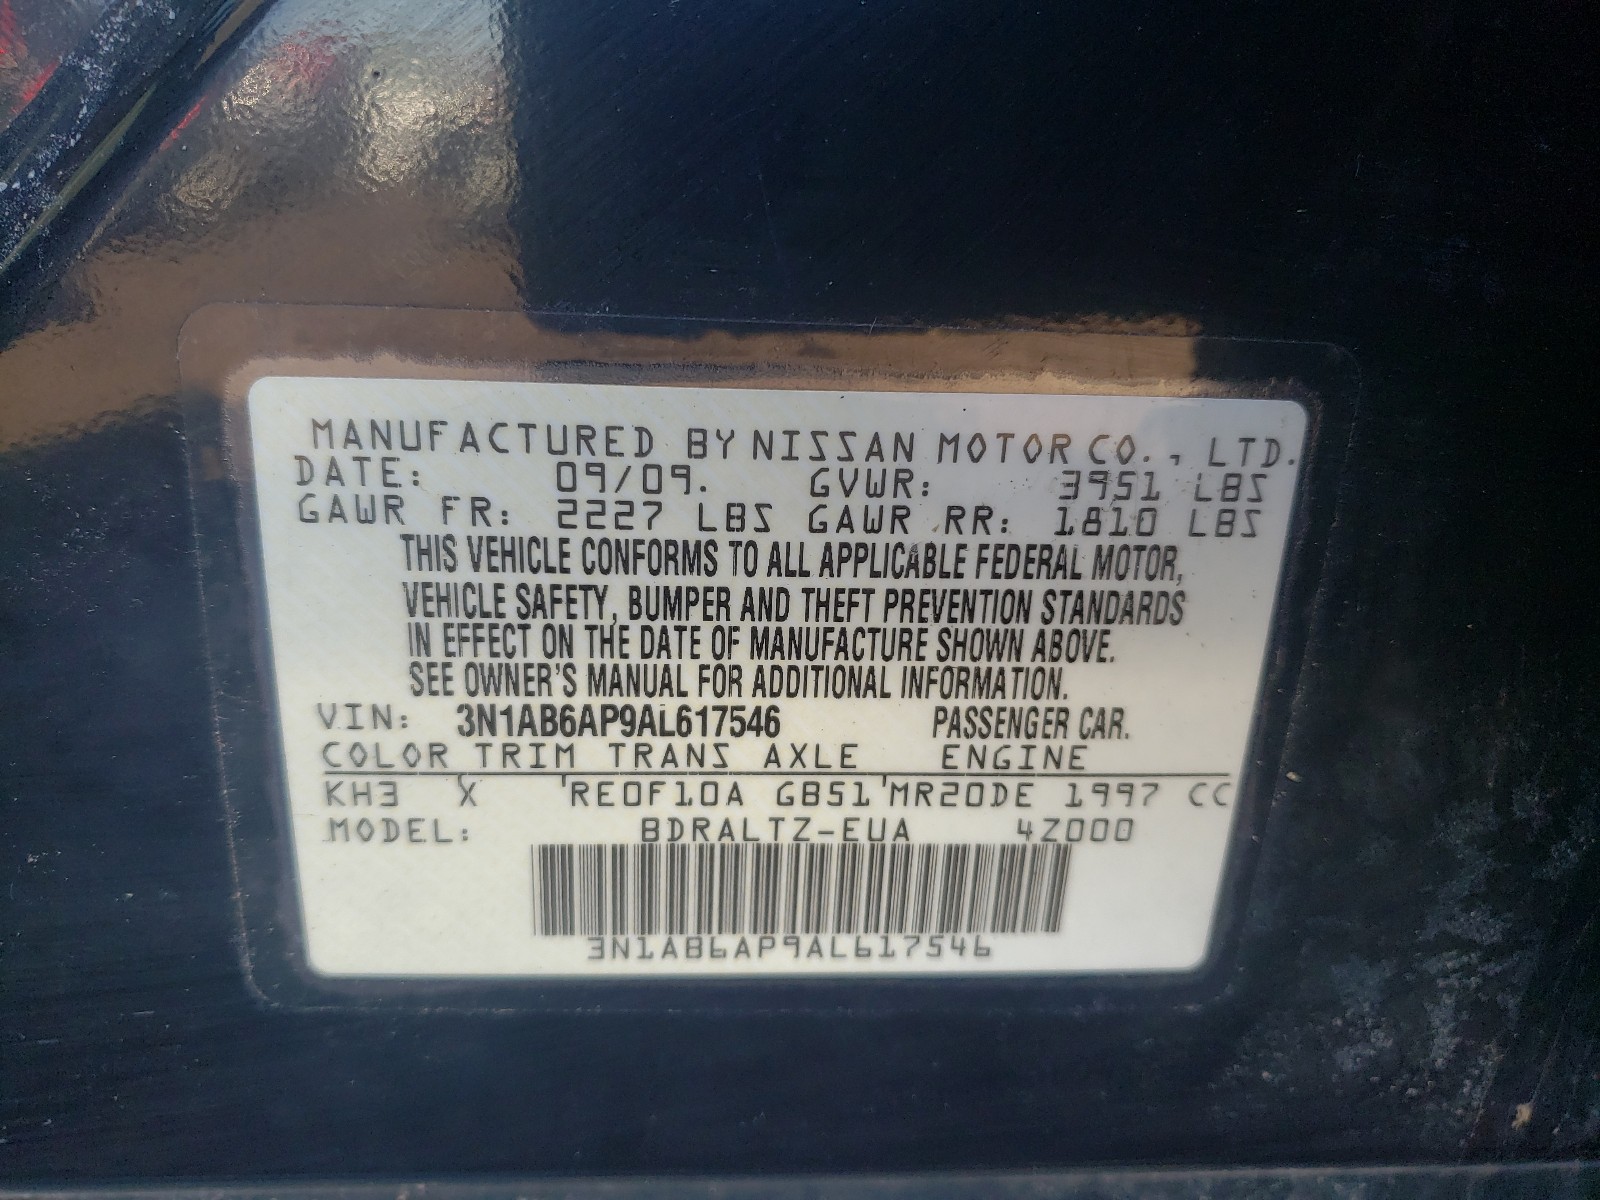 MANUFACTURED BY NISSAN MOTOR CO., LTD.
DATE: 09/09. GVWR: 3951 LBS
GAWR FR: 2227 LBS GAWR RR: 1810 LBS
THIS VEHICLE CONFORMS TO ALL APPLICABLE FEDERAL MOTOR,
VEHICLE SAFETY, BUMPER AND THEFT PREVENTION STANDARDS
IN EFFECT ON THE DATE OF MANUFACTURE SHOWN ABOVE.
SEE OWNER'S MANUAL FOR ADDITIONAL INFORMATION.
VIN: 3N1AB6AP9AL617546 PASSENGER CAR.
COLOR TRIM TRANS AXLE ENGINE
KH3 X 'RE0F10A GB51'MR20DE 1997 CC
MODEL: BDRALTZ-EUA 4Z000
3N1AB6AP9AL617546